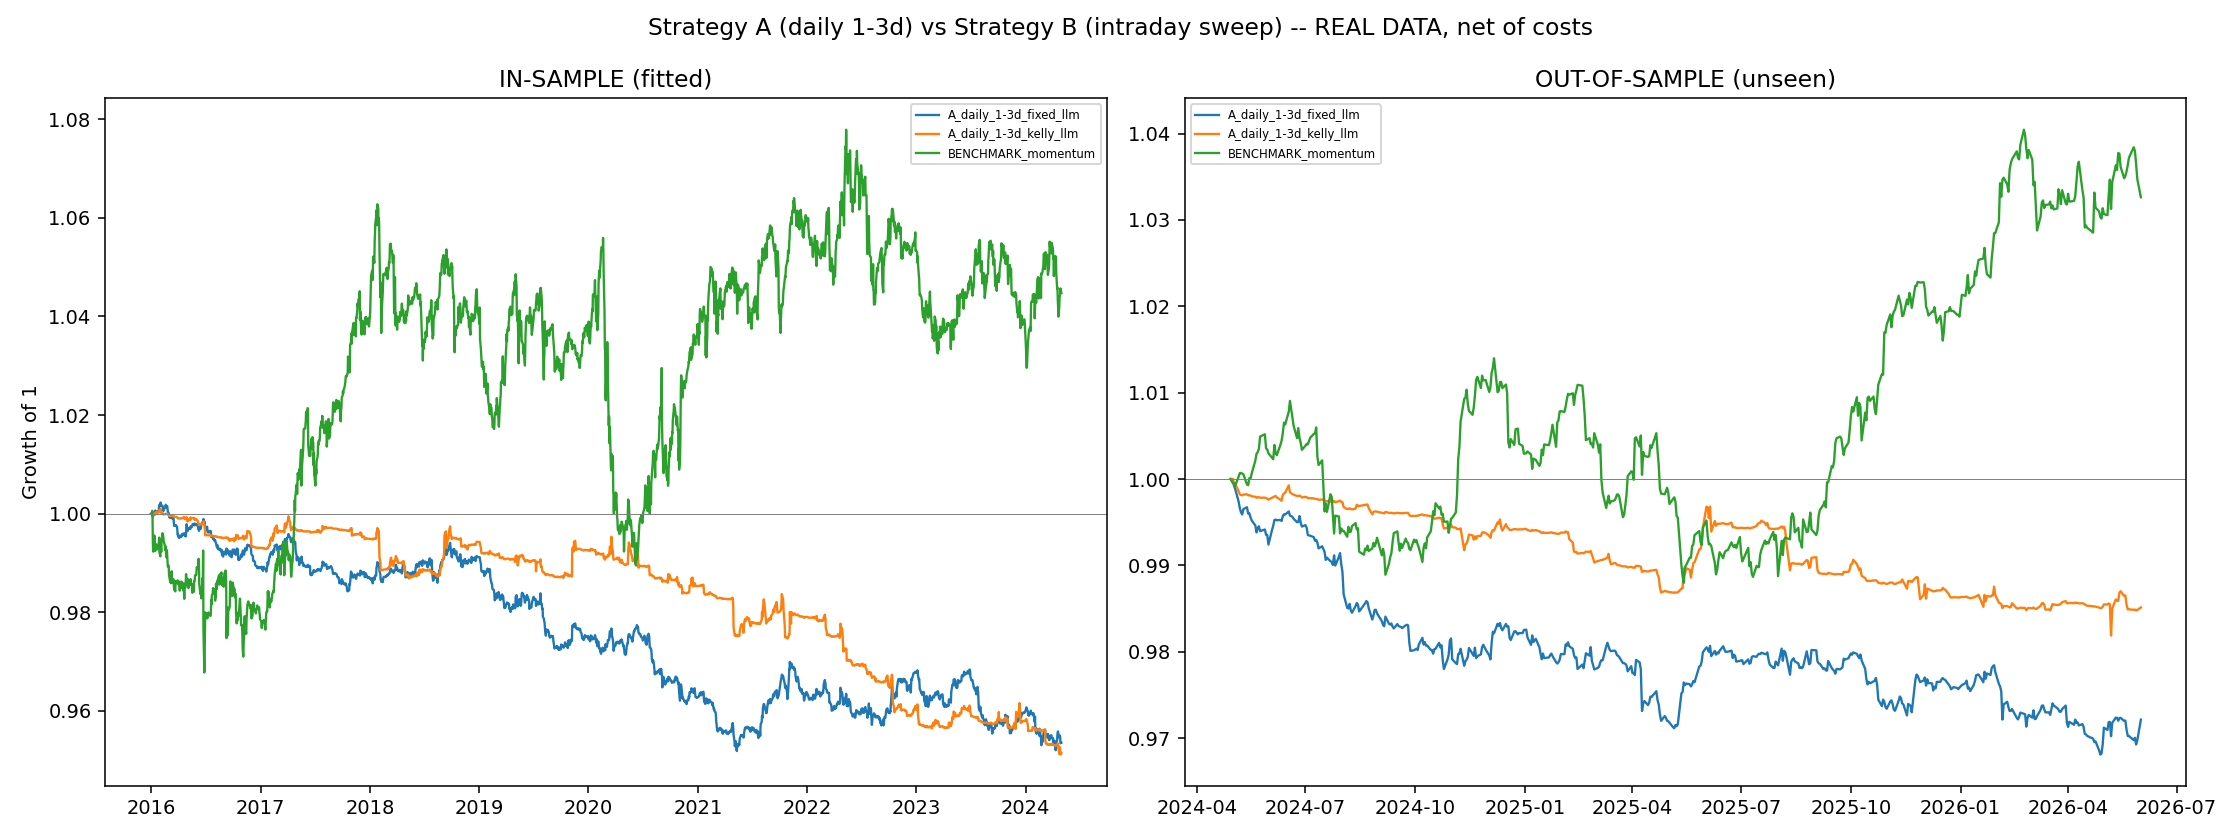 Strategy A (daily 1-3d) vs Strategy B (intraday sweep) -- REAL DATA, net of costs
IN-SAMPLE (fitted)
A_daily_1-3d_fixed_llm
A_daily_1-3d_kelly_llm
BENCHMARK_momentum
Growth of 1
1.08
1.06
1.04
1.02
1.00
0.98
0.96
2016 2017 2018 2019 2020 2021 2022 2023 2024
OUT-OF-SAMPLE (unseen)
A_daily_1-3d_fixed_llm
A_daily_1-3d_kelly_llm
BENCHMARK_momentum
1.04
1.03
1.02
1.01
1.00
0.99
0.98
0.97
2024-04 2024-07 2024-10 2025-01 2025-04 2025-07 2025-10 2026-01 2026-04 2026-07